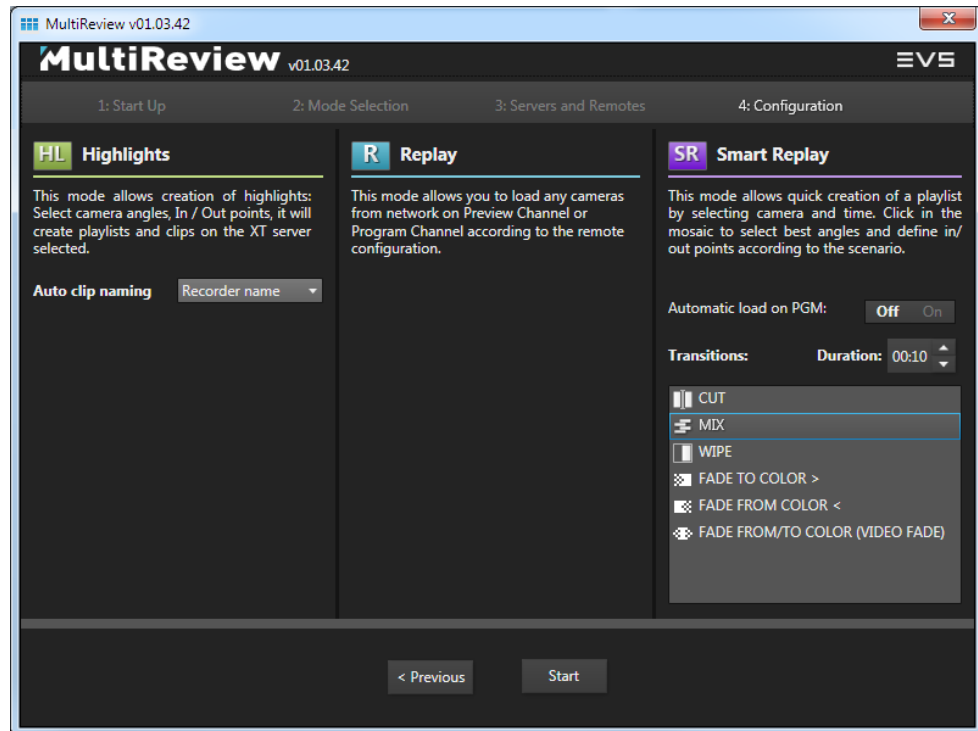 MultiReview v01.03.42
x
MultiReview v01.03.42
EVS
1: Start Up
2: Mode Selection
3: Servers and Remotes
4: Configuration
HL Highlights
This mode allows creation of highlights:
Select camera angles, In / Out points, it will
create playlists and clips on the XT server
selected.
Auto clip naming Recorder name
R Replay
This mode allows you to load any cameras
from network on Preview Channel or
Program Channel according to the remote
configuration.
SR Smart Replay
This mode allows quick creation of a playlist
by selecting camera and time. Click in the
mosaic to select best angles and define in/
out points according to the scenario.
Automatic load on PGM: Off On
Transitions: Duration: 00:10
CUT
MIX
WIPE
FADE TO COLOR >
FADE FROM COLOR <
FADE FROM/TO COLOR (VIDEO FADE)
< Previous
Start